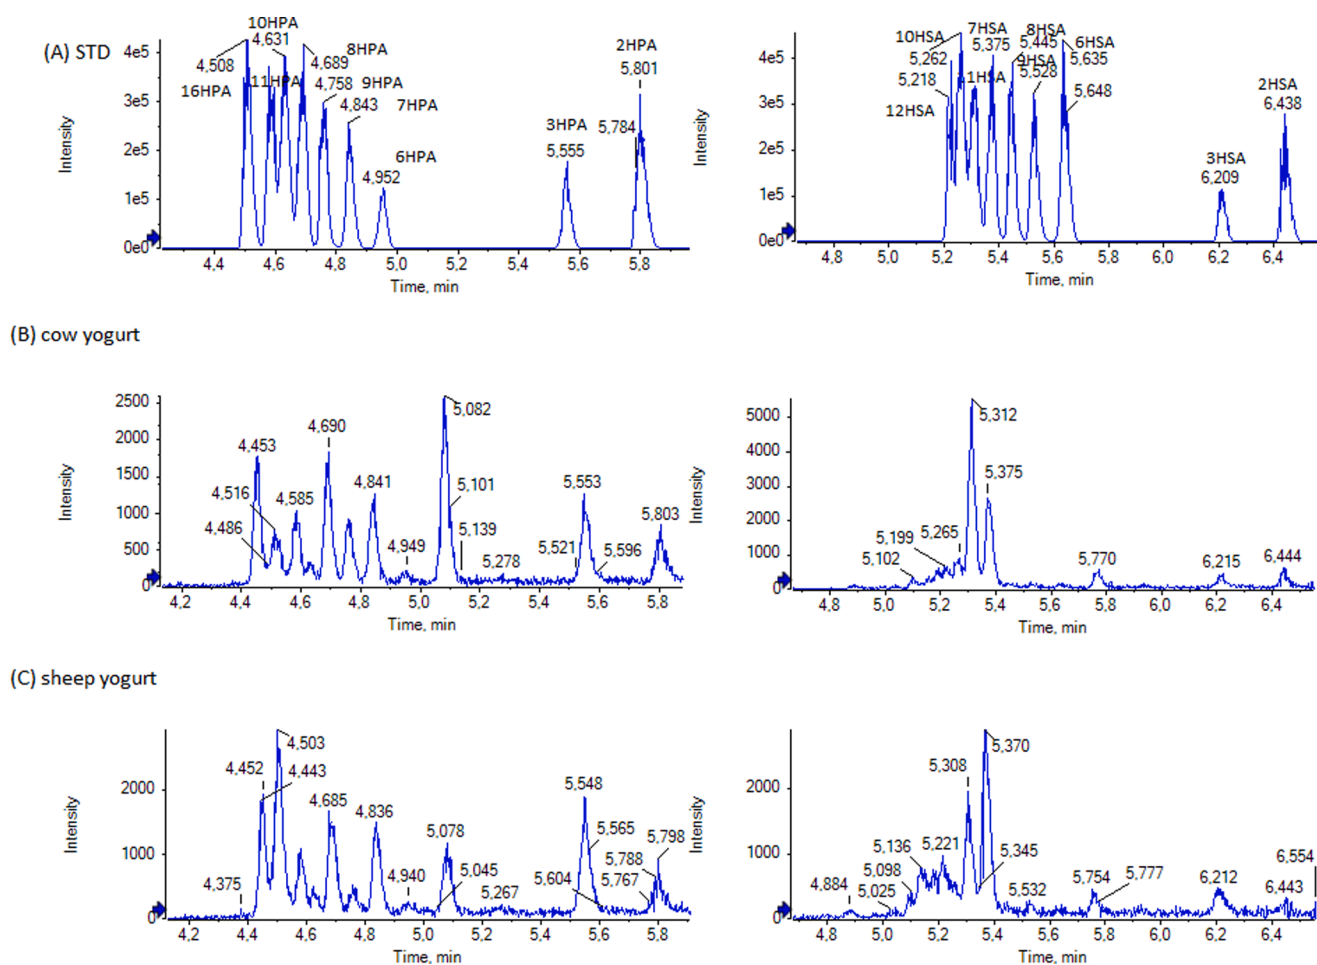 (A) STD
10HPA
4,631
4,508
4,689
8HPA
4,758
9HPA
4,843
7HPA
16HPA
11HPA
6HPA
4,952
3HPA
5,555
2HPA
5,801
5,784
4e5
3e5
2e5
1e5
0e0
Intensity
4,4 4,6 4,8 5,0 5,2 5,4 5,6 5,8
Time, min
10HSA
7HSA
8HSA
5,262
5,375
5,445
6HSA
5,218
9HSA
5,635
1HSA
5,528
5,648
12HSA
2HSA
6,438
3HSA
6,209
4e5
3e5
2e5
1e5
0e0
Intensity
4,8 5,0 5,2 5,4 5,6 5,8 6,0 6,2 6,4
Time, min
(B) cow yogurt
2500
2000
1500
1000
500
0
Intensity
4,453
4,690
5,082
4,516
4,585
4,841
5,101
4,486
5,139
4,949
5,278
5,553
5,521
5,596
5,803
4,2 4,4 4,6 4,8 5,0 5,2 5,4 5,6 5,8
Time, min
5000
4000
3000
2000
1000
0
Intensity
5,312
5,375
5,265
5,199
5,102
5,770
6,215
6,444
4,8 5,0 5,2 5,4 5,6 5,8 6,0 6,2 6,4
Time, min
(C) sheep yogurt
2000
1000
0
Intensity
4,503
4,452
4,443
4,685
4,836
5,078
5,045
4,375
4,940
5,267
5,548
5,565
5,798
5,788
5,767
5,604
4,2 4,4 4,6 4,8 5,0 5,2 5,4 5,6 5,8
Time, min
2000
1000
0
Intensity
5,370
5,308
5,136
5,221
5,345
5,098
5,025
4,884
5,532
5,754
5,777
6,212
6,443
6,554
4,8 5,0 5,2 5,4 5,6 5,8 6,0 6,2 6,4
Time, min